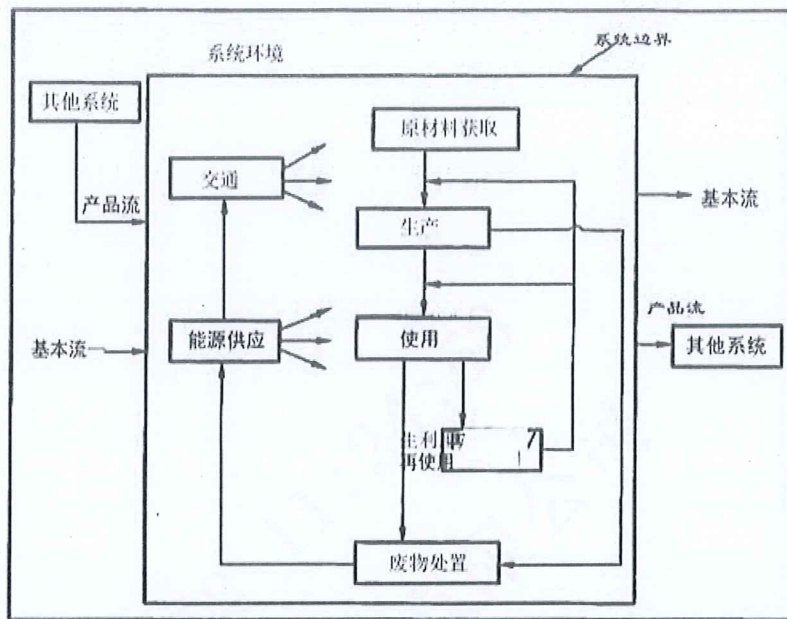 系统环境
系统边界
其他系统
原材料获取
交通
产品流
基本流
生产
能源供应
使用
产品流
基本流
其他系统
再使用
废物处置